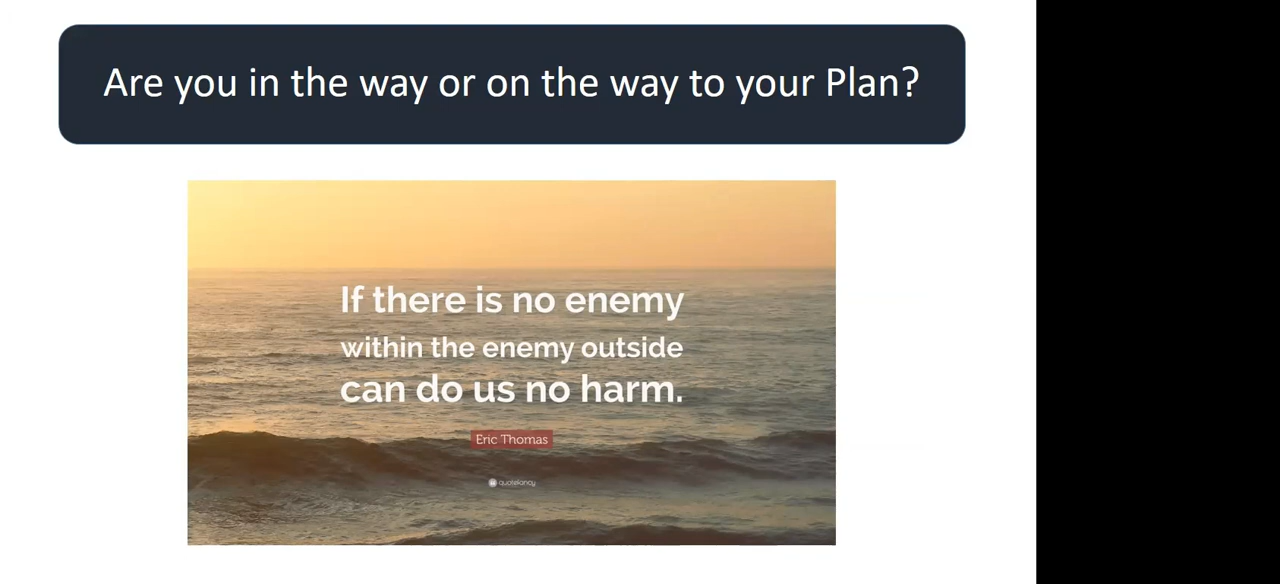 Are you in the way or on the way to your Plan?
If there is no enemy
within the enemy outside
can do us no harm.
Eric Thomas
quotefancy